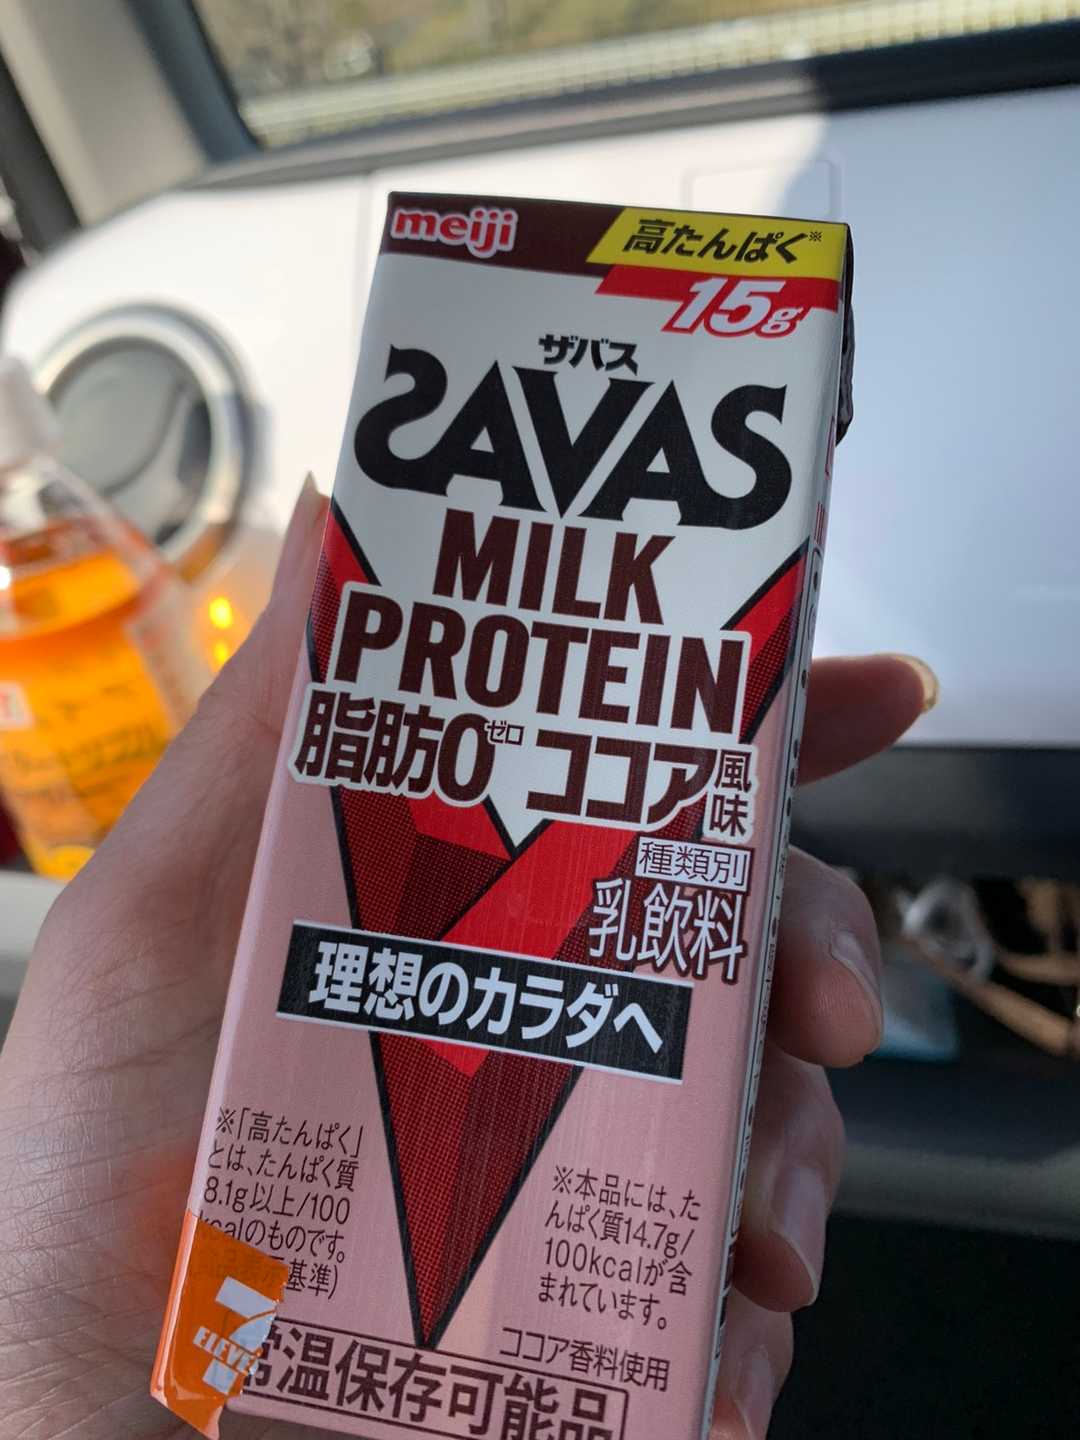 meiji
高たんぱく※
15g
ザバス
SAVAS
MILK
PROTEIN
脂肪0ゼロ ココア風味
種類別
乳飲料
理想のカラダへ
※「高たんぱく」
とは、たんぱく質
8.1g以上/100
kcalのものです。
基準)
※本品には、た
んぱく質14.7g/
100kcalが含
まれています。
ココア香料使用
常温保存可能品
7
ELEVEn